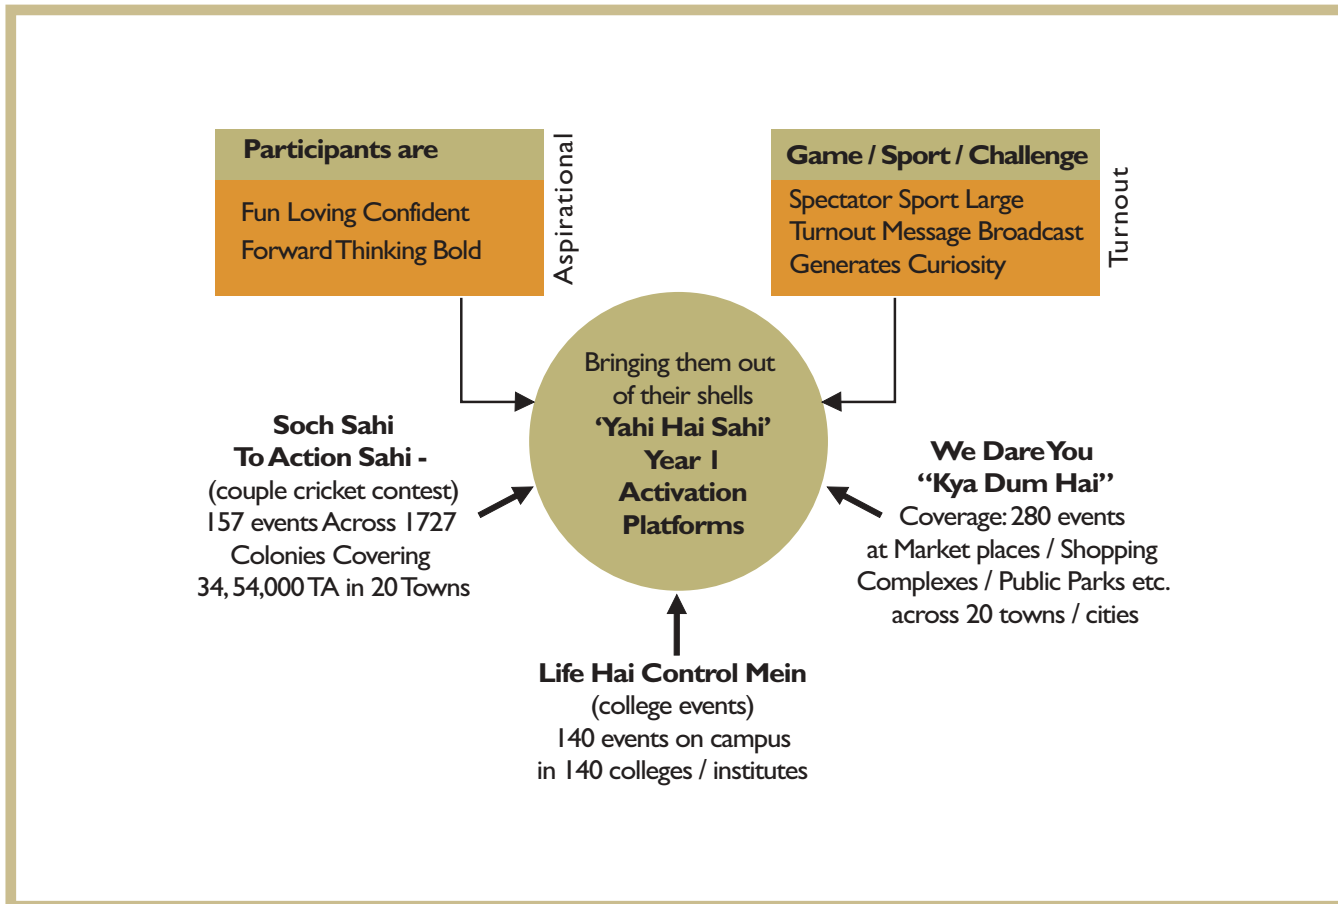 Participants are
Fun Loving Confident
Forward Thinking Bold
Aspirational
Game / Sport / Challenge
Spectator Sport Large
Turnout Message Broadcast
Generates Curiosity
Turnout
Bringing them out
of their shells
‘Yahi Hai Sahi’
Year 1
Activation
Platforms
Soch Sahi
To Action Sahi -
(couple cricket contest)
157 events Across 1727
Colonies Covering
34, 54,000 TA in 20 Towns
We Dare You
“Kya Dum Hai”
Coverage: 280 events
at Market places / Shopping
Complexes / Public Parks etc.
across 20 towns / cities
Life Hai Control Mein
(college events)
140 events on campus
in 140 colleges / institutes